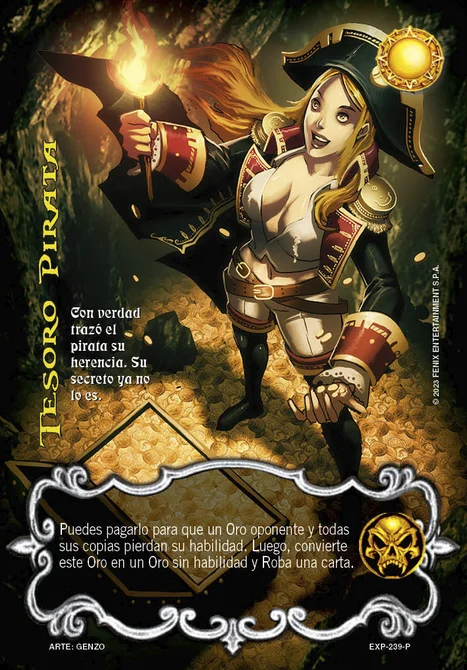 TESORO PIRATA
Con verdad
trazó el
pirata su
herencia. Su
secreto ya no
lo es.
© 2023 FENIX ENTERTAINMENT S.P.A.
Puedes pagarlo para que un Oro oponente y todas
sus copias pierdan su habilidad. Luego, convierte
este Oro en un Oro sin habilidad y Roba una carta.
ARTE: GENZO
EXP-239-P